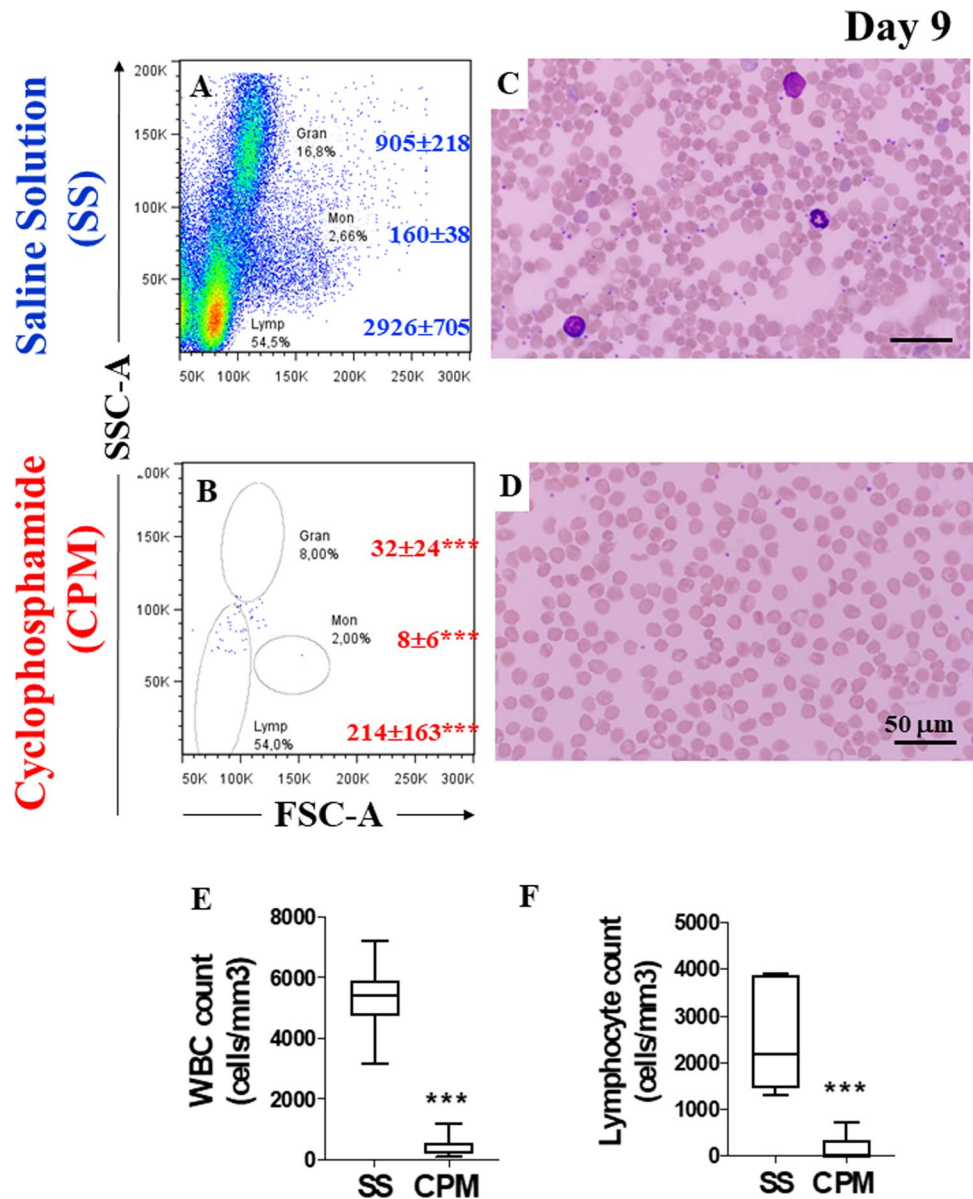 Day 9
Saline Solution
(SS)
SSC-A
A
200K
150K
100K
50K
Gran
16,8%
905±218
Mon
2,66%
160±38
Lymp
54,5%
2926±705
50K 100K 150K 200K 250K 300K
C
Cyclophosphamide
(CPM)
B
.00K
150K
100K
50K
Gran
8,00%
32±24***
Mon
2,00%
8±6***
Lymp
54,0%
214±163***
50K 100K 150K 200K 250K 300K
FSC-A
D
50 µm
E
WBC count
(cells/mm3)
8000
6000
4000
2000
0
***
SS CPM
F
Lymphocyte count
(cells/mm3)
5000
4000
3000
2000
1000
0
***
SS CPM